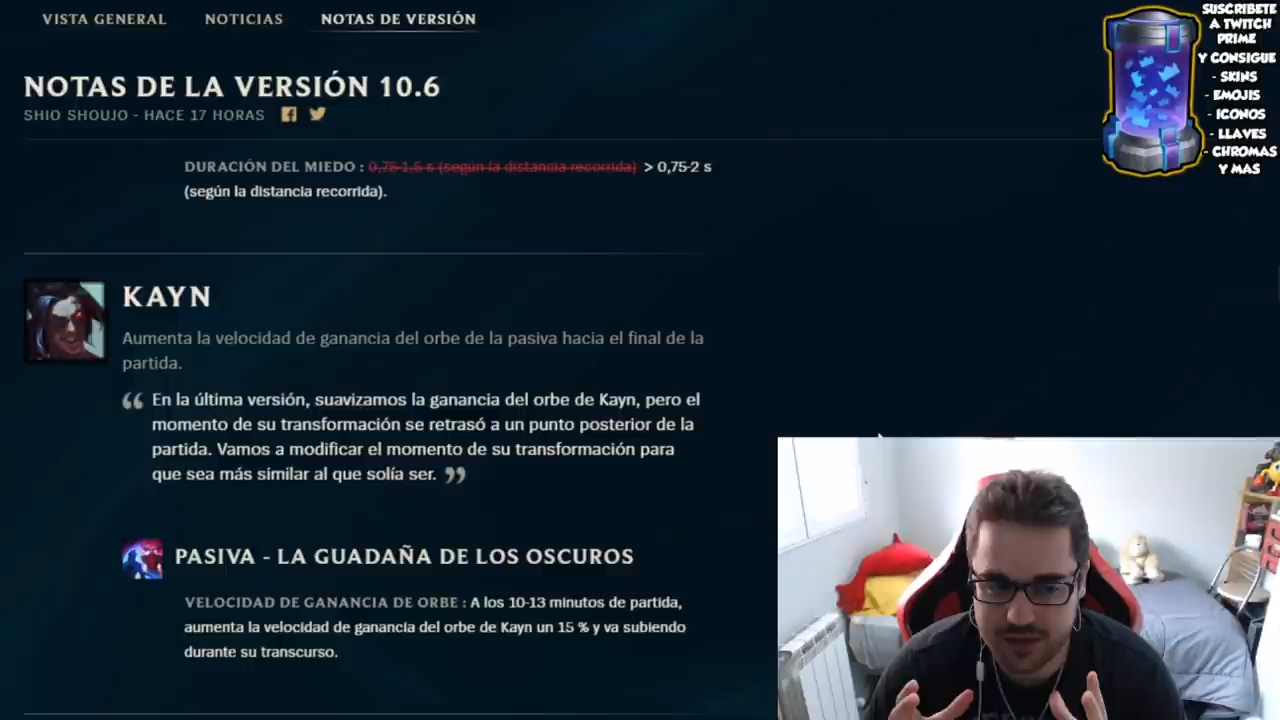 VISTA GENERAL
NOTICIAS
NOTAS DE VERSIÓN
NOTAS DE LA VERSIÓN 10.6
SHIO SHOUJO - HACE 17 HORAS
DURACIÓN DEL MIEDO : 0,75-1,5 s (según la distancia recorrida) > 0,75-2 s
(según la distancia recorrida).
KAYN
Aumenta la velocidad de ganancia del orbe de la pasiva hacia el final de la
partida.
En la última versión, suavizamos la ganancia del orbe de Kayn, pero el
momento de su transformación se retrasó a un punto posterior de la
partida. Vamos a modificar el momento de su transformación para
que sea más similar al que solía ser.
PASIVA - LA GUADAÑA DE LOS OSCUROS
VELOCIDAD DE GANANCIA DE ORBE : A los 10-13 minutos de partida,
aumenta la velocidad de ganancia del orbe de Kayn un 15 % y va subiendo
durante su transcurso.
SUSCRIBETE
A TWITCH
PRIME
Y CONSIGUE
- SKINS
- EMOJIS
- ICONOS
- LLAVES
- CHROMAS
Y MAS